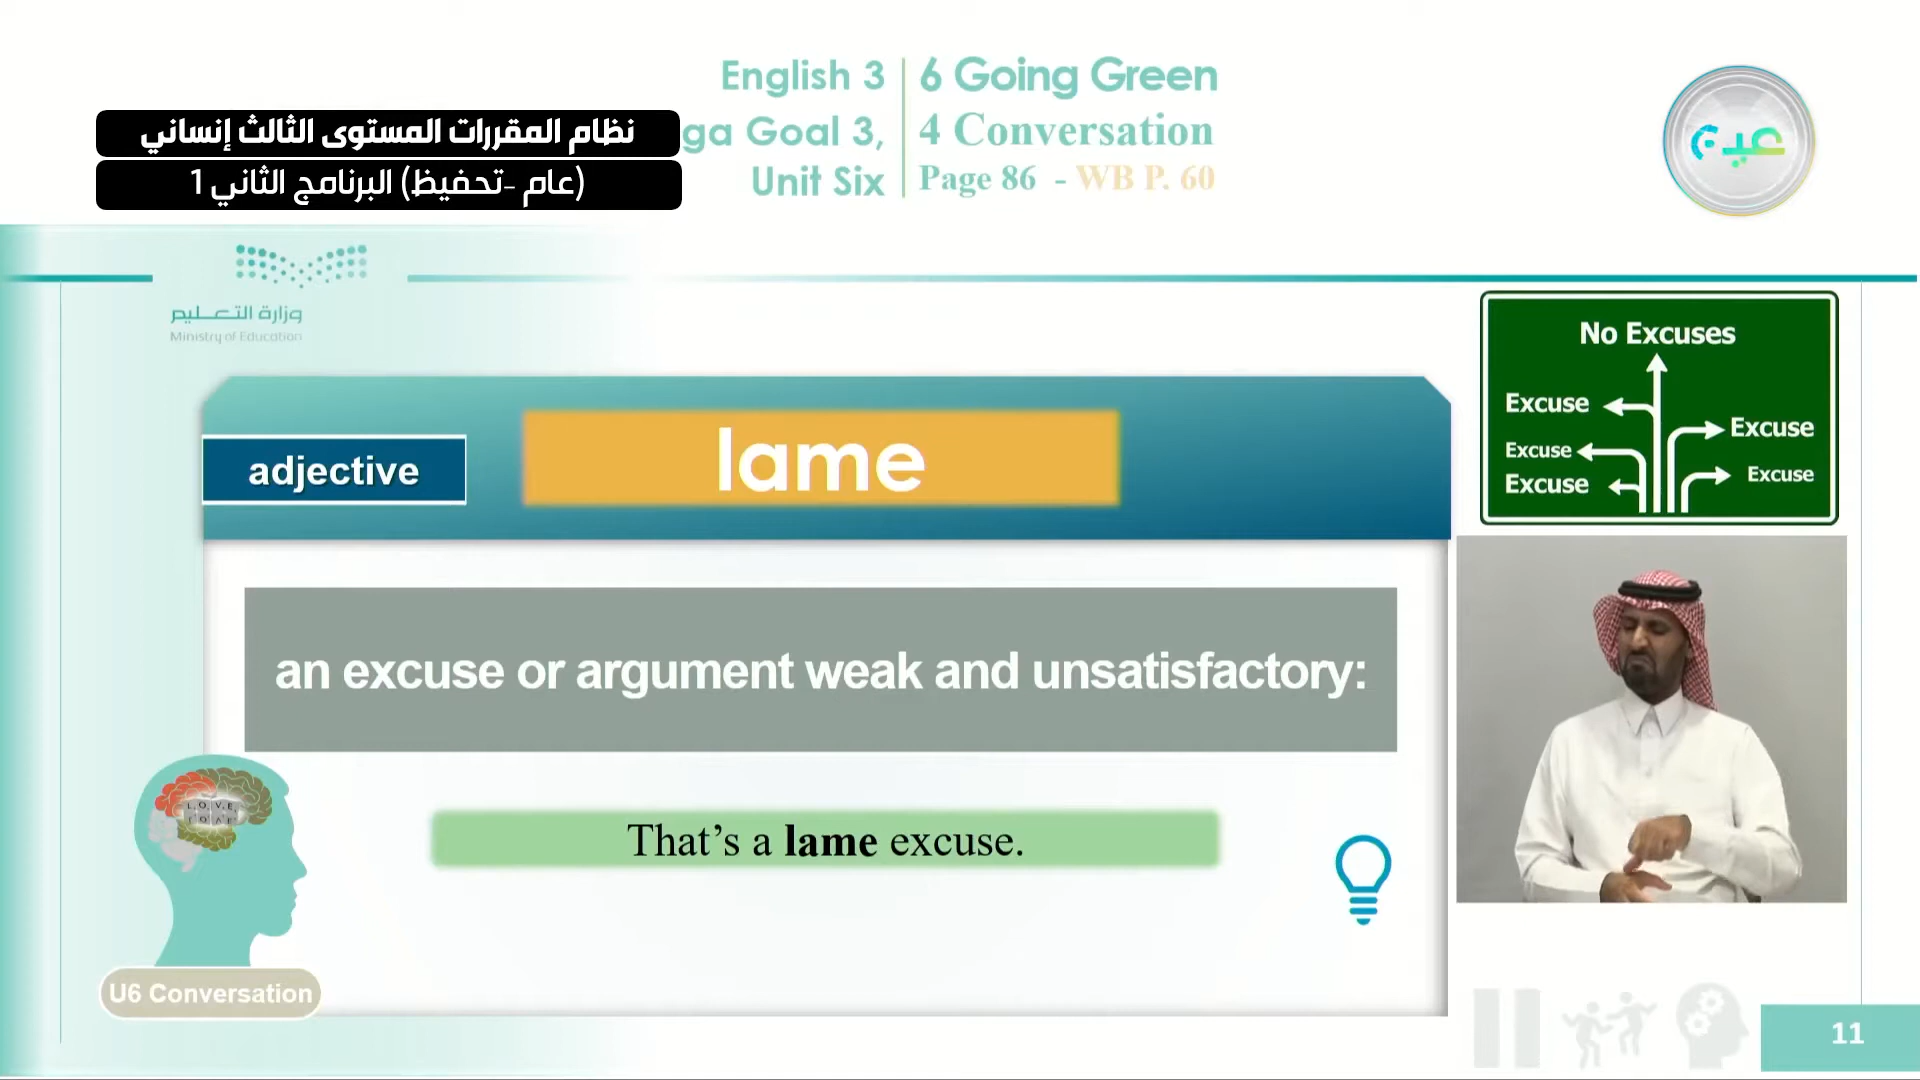 English 3
6 Going Green
نظام المقررات المستوى الثالث إنساني
ga Goal 3,
4 Conversation
(عام -تحفيظ) البرنامج الثاني 1
Unit Six
Page 86 - WB P. 60
عين
وزارة التعليم
Ministry of Education
No Excuses
Excuse
Excuse
Excuse
Excuse
Excuse
adjective
lame
an excuse or argument weak and unsatisfactory:
L.O.V.E.
That's a lame excuse.
U6 Conversation
11